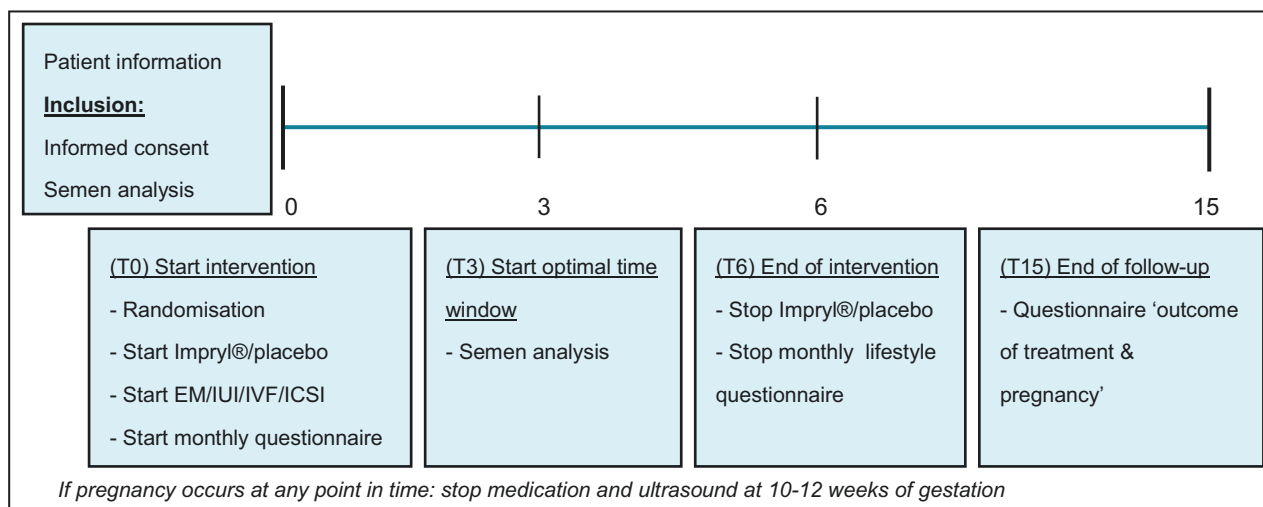 Patient information
Inclusion:
Informed consent
Semen analysis
0
3
6
15
(T0) Start intervention
- Randomisation
- Start Impryl®/placebo
- Start EM/IUI/IVF/ICSI
- Start monthly questionnaire
(T3) Start optimal time
window
- Semen analysis
(T6) End of intervention
- Stop Impryl®/placebo
- Stop monthly lifestyle
questionnaire
(T15) End of follow-up
- Questionnaire ‘outcome
of treatment &
pregnancy’
If pregnancy occurs at any point in time: stop medication and ultrasound at 10-12 weeks of gestation